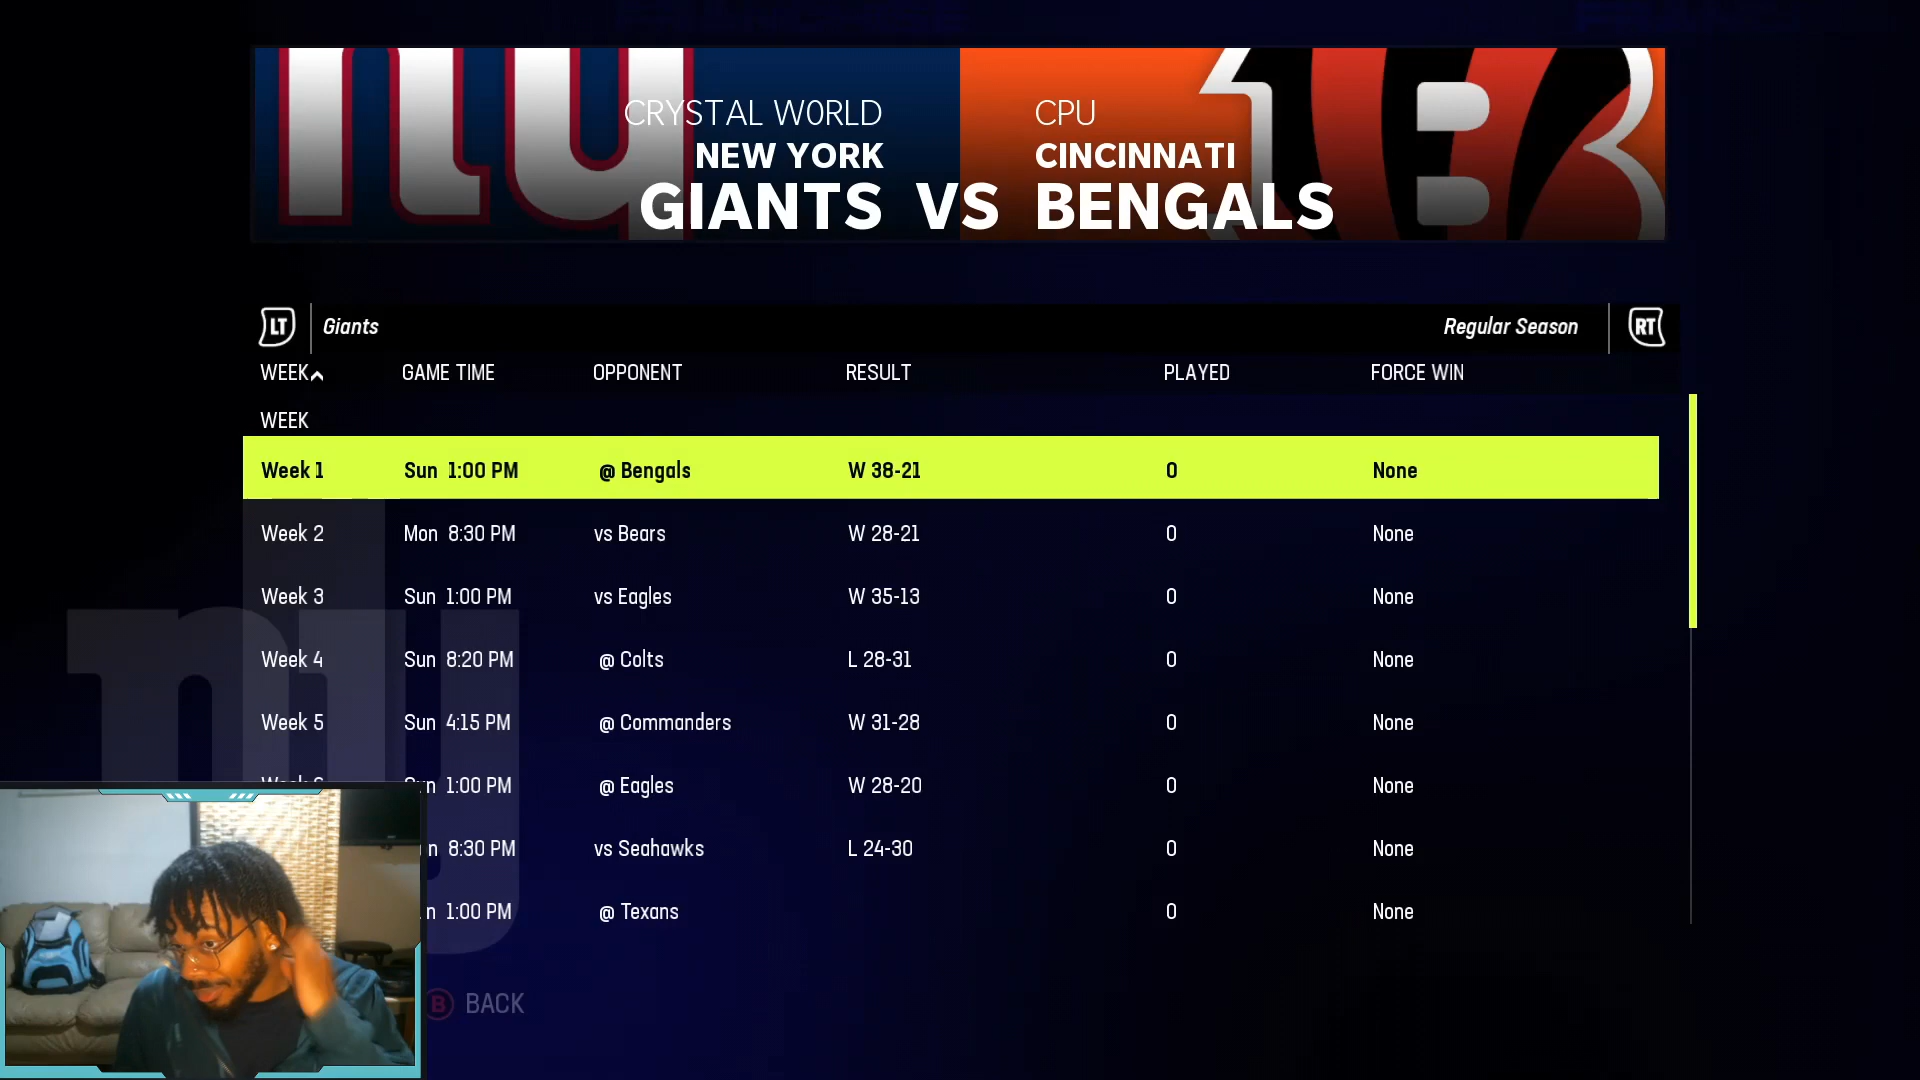 CRYSTAL W0RLD
NEW YORK
GIANTS VS BENGALS
CPU
CINCINNATI
LT Giants Regular Season RT
WEEK GAME TIME OPPONENT RESULT PLAYED FORCE WIN
WEEK
Week 1 Sun 1:00 PM @ Bengals W 38-21 0 None
Week 2 Mon 8:30 PM vs Bears W 28-21 0 None
Week 3 Sun 1:00 PM vs Eagles W 35-13 0 None
Week 4 Sun 8:20 PM @ Colts L 28-31 0 None
Week 5 Sun 4:15 PM @ Commanders W 31-28 0 None
1:00 PM @ Eagles W 28-20 0 None
8:30 PM vs Seahawks L 24-30 0 None
1:00 PM @ Texans 0 None
B BACK